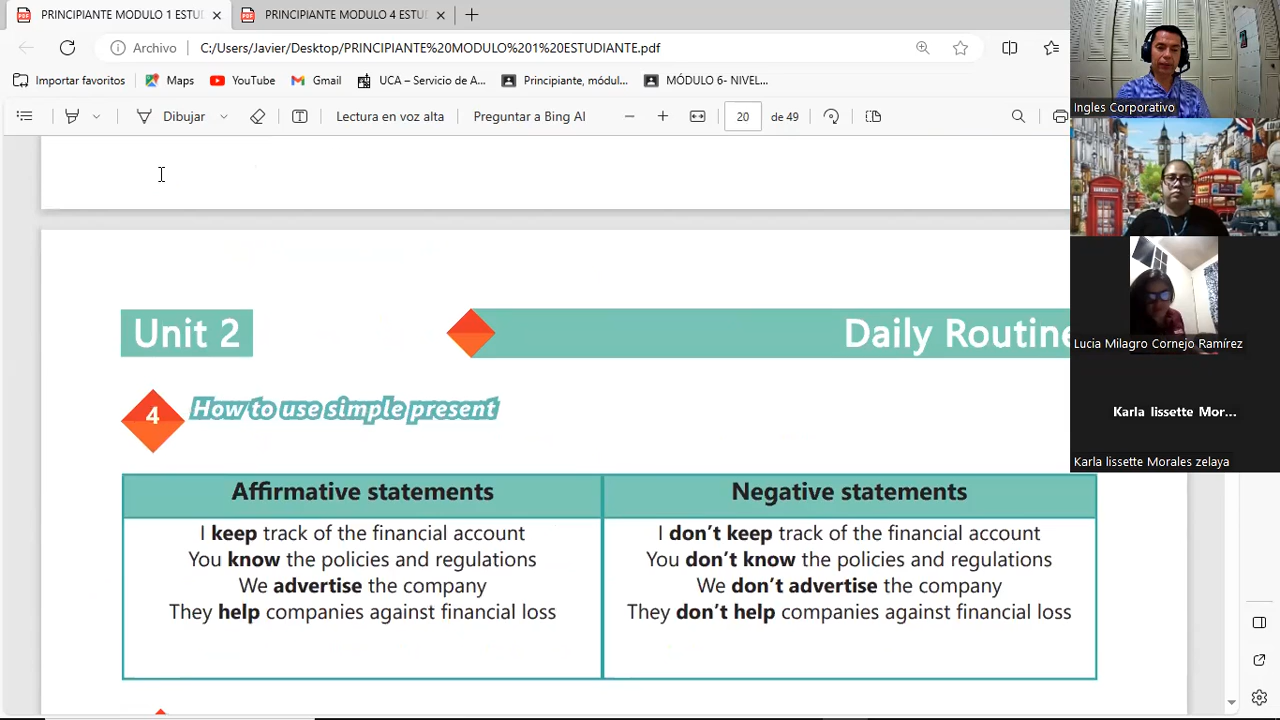 PRINCIPIANTE MODULO 1 ESTU
PRINCIPIANTE MODULO 4 ESTU
Archivo
C:/Users/Javier/Desktop/PRINCIPIANTE%20MODULO%201%20ESTUDIANTE.pdf
Importar favoritos
Maps
YouTube
Gmail
UCA – Servicio de A...
Principiante, módul...
MÓDULO 6- NIVEL...
Dibujar
Lectura en voz alta
Preguntar a Bing AI
20
de 49
Ingles Corporativo
Lucia Milagro Cornejo Ramírez
Karla lissette Mor...
Karla lissette Morales zelaya
Unit 2
Daily Routine
4
How to use simple present
Affirmative statements
I keep track of the financial account
You know the policies and regulations
We advertise the company
They help companies against financial loss
Negative statements
I don't keep track of the financial account
You don't know the policies and regulations
We don't advertise the company
They don't help companies against financial loss